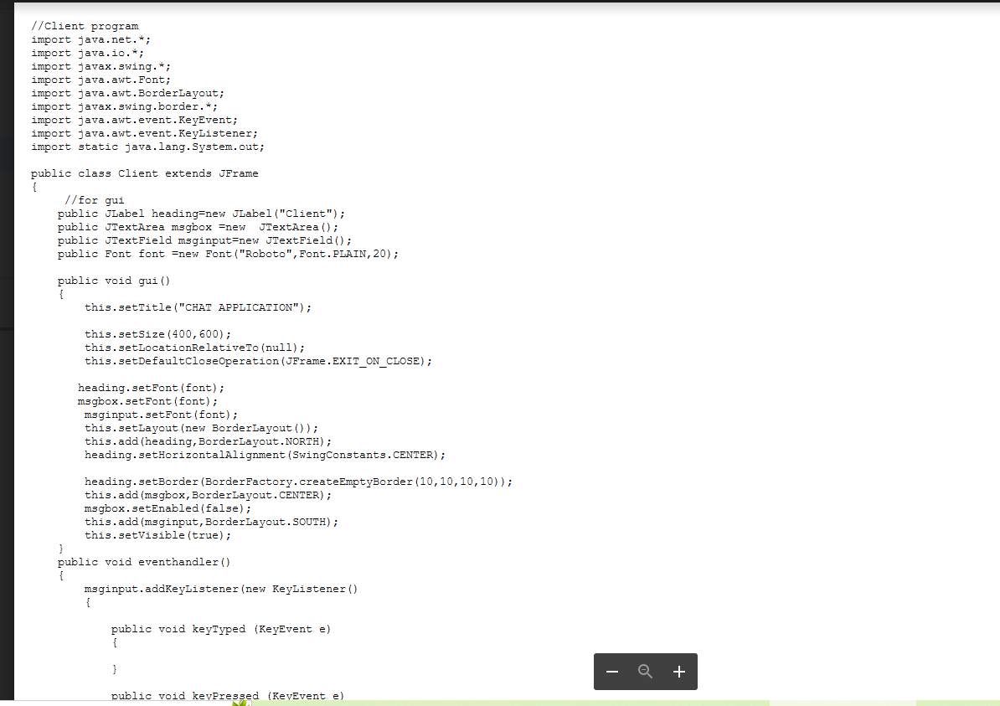 //Client program
import java.net.*;
import java.io.*;
import javax.swing.*;
import java.awt.Font;
import java.awt.BorderLayout;
import javax.swing.border.*;
import java.awt.event.KeyEvent;
import java.awt.event.KeyListener;
import static java.lang.System.out;

public class Client extends JFrame
{
     //for gui
    public JLabel heading=new JLabel("Client");
    public JTextArea msgbox =new  JTextArea();
    public JTextField msginput=new JTextField();
    public Font font =new Font("Roboto",Font.PLAIN,20);

    public void gui()
    {
        this.setTitle("CHAT APPLICATION");

        this.setSize(400,600);
        this.setLocationRelativeTo(null);
        this.setDefaultCloseOperation(JFrame.EXIT_ON_CLOSE);

       heading.setFont(font);
       msgbox.setFont(font);
        msginput.setFont(font);
        this.setLayout(new BorderLayout());
        this.add(heading,BorderLayout.NORTH);
        heading.setHorizontalAlignment(SwingConstants.CENTER);

        heading.setBorder(BorderFactory.createEmptyBorder(10,10,10,10));
        this.add(msgbox,BorderLayout.CENTER);
        msgbox.setEnabled(false);
        this.add(msginput,BorderLayout.SOUTH);
        this.setVisible(true);
    }
    public void eventhandler()
    {
        msginput.addKeyListener(new KeyListener()
        {

            public void keyTyped (KeyEvent e)
            {

            }

            public void keyPressed (KeyEvent e)